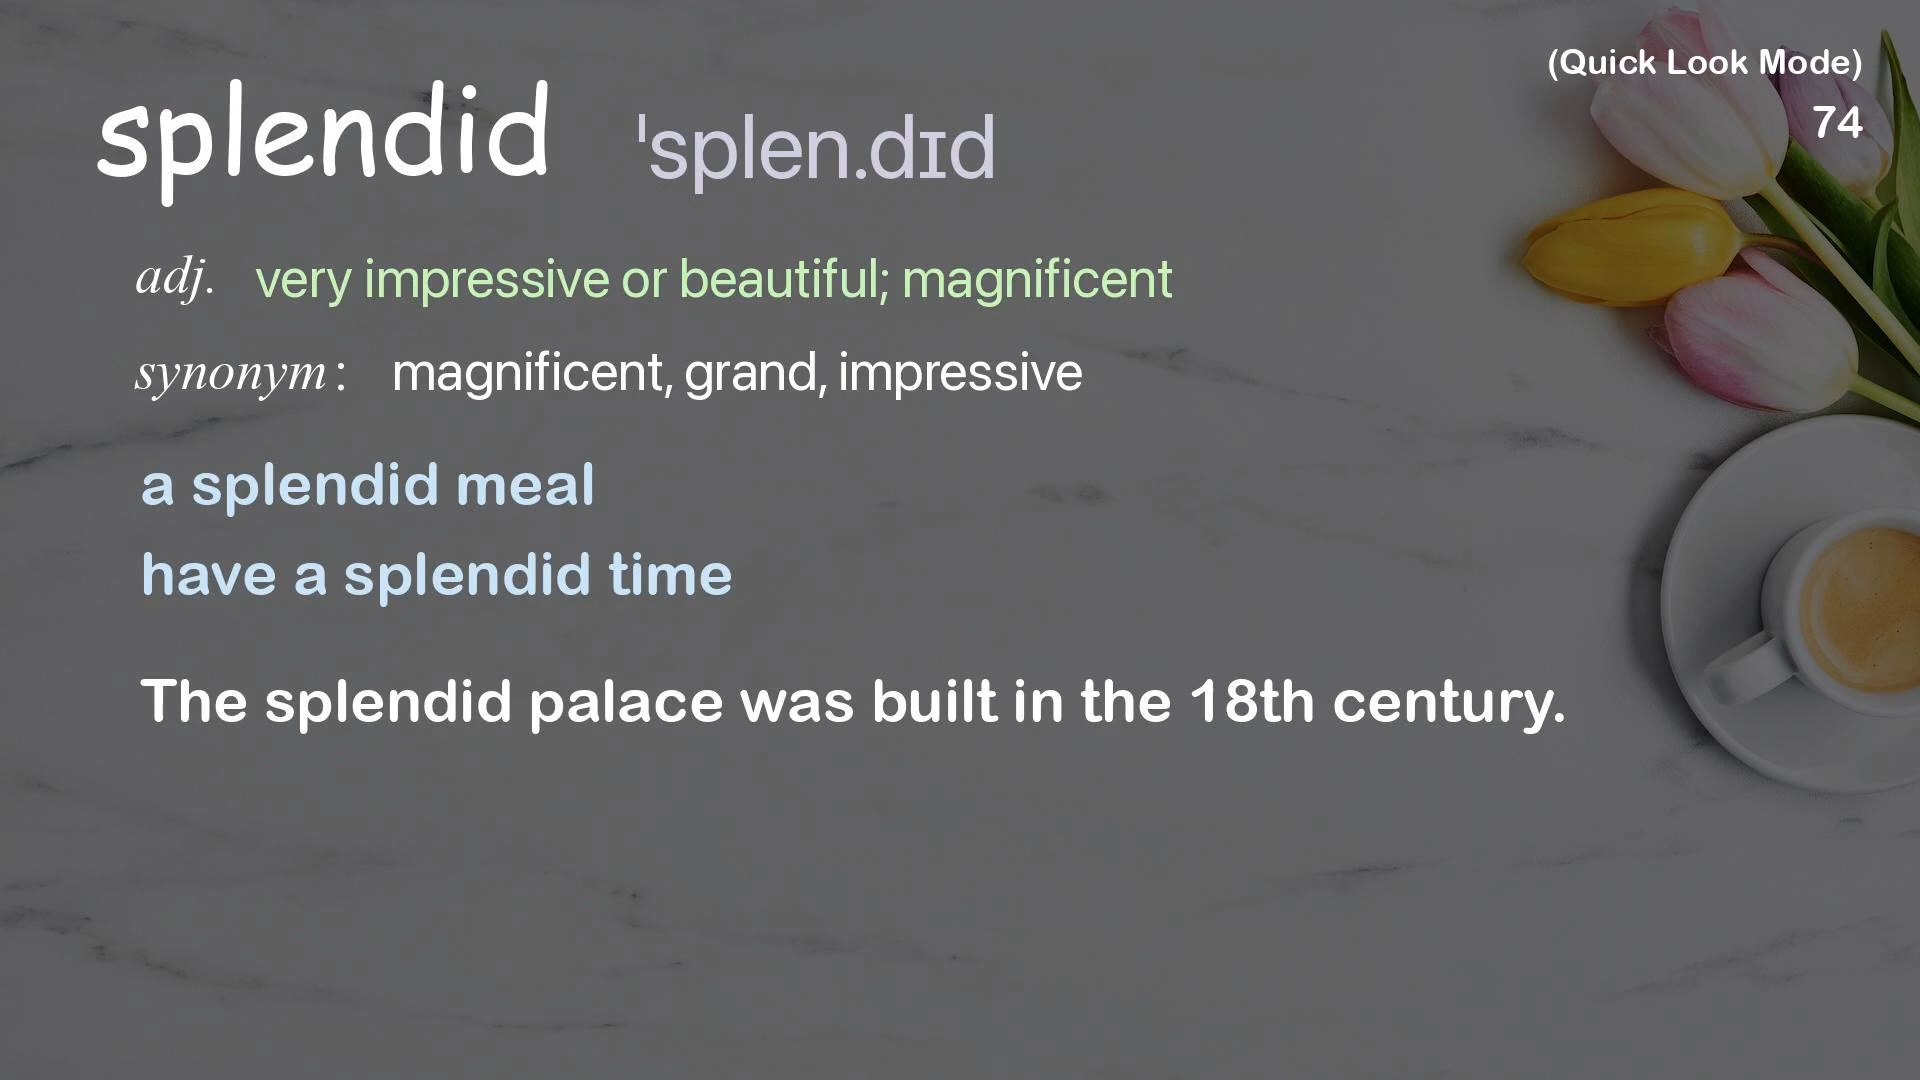 (Quick Look Mode)
74
splendid ˈsplen.dɪd
adj. very impressive or beautiful; magnificent
synonym: magnificent, grand, impressive
a splendid meal
have a splendid time
The splendid palace was built in the 18th century.